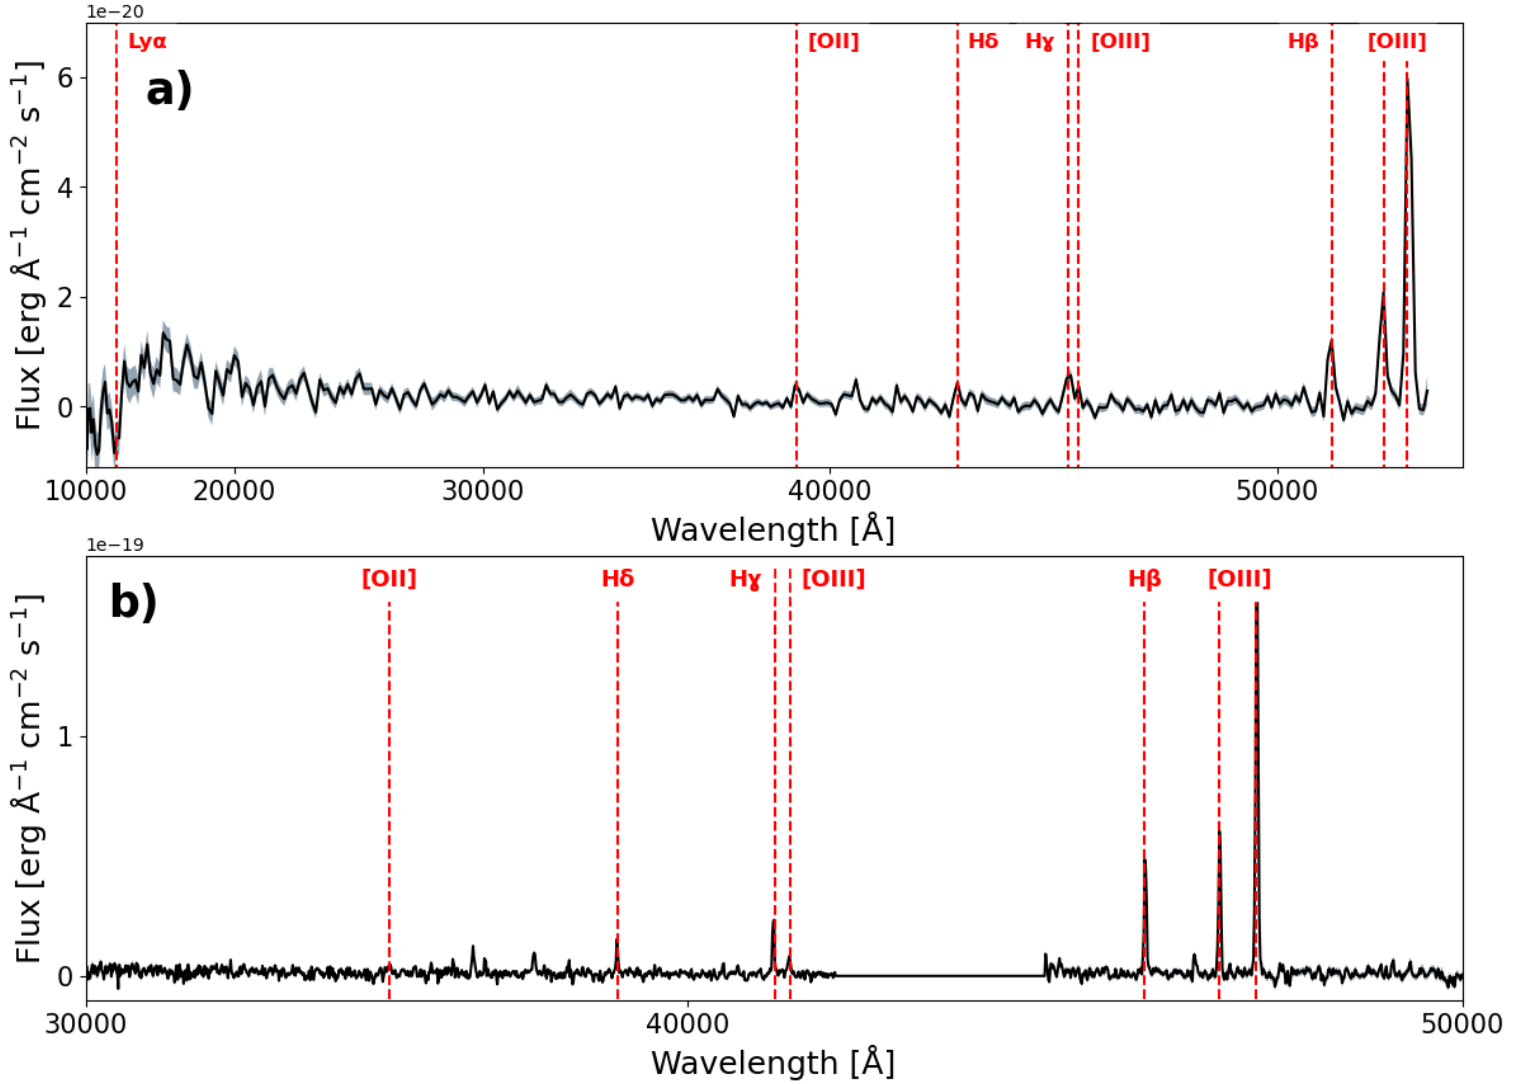 1e−20
Lyα [OII] Hδ Hɣ [OIII] Hβ [OIII]
a)
6
4
2
0
Flux [erg Å⁻¹ cm⁻² s⁻¹]
10000 20000 30000 40000 50000
Wavelength [Å]
1e−19
[OII] Hδ Hɣ [OIII] Hβ [OIII]
b)
1
0
Flux [erg Å⁻¹ cm⁻² s⁻¹]
30000 40000 50000
Wavelength [Å]